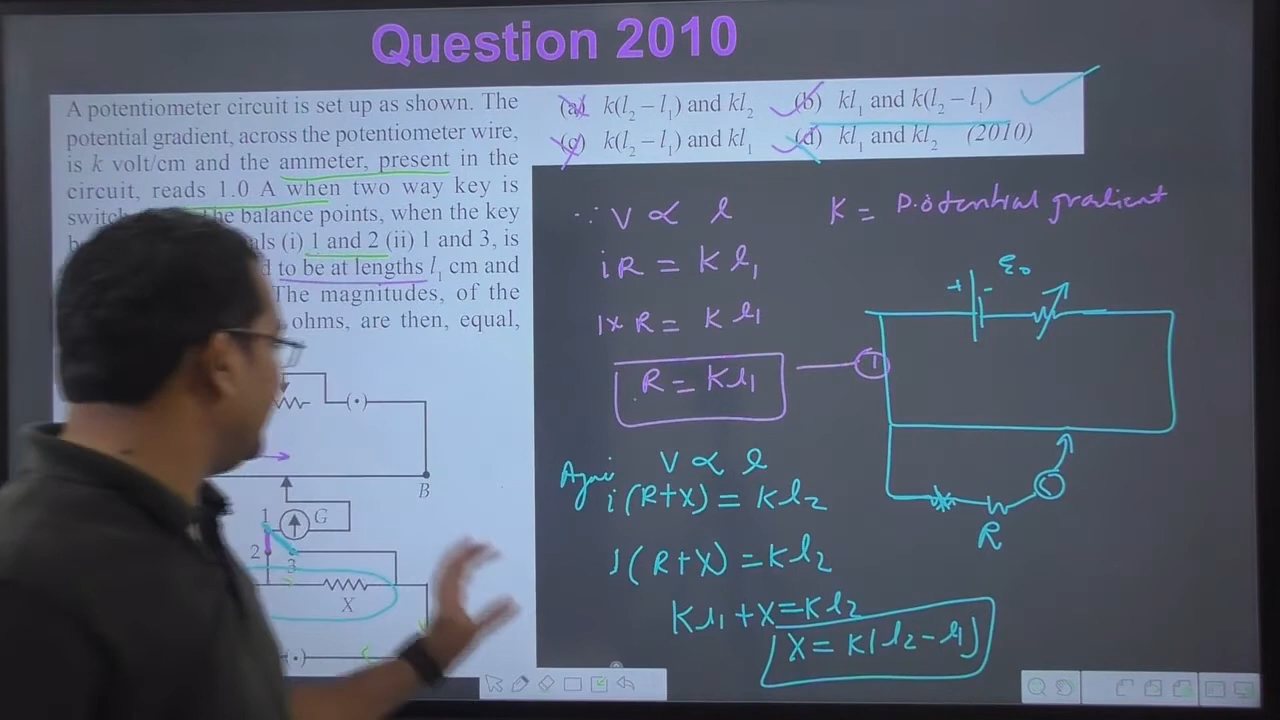 Question 2010
A potentiometer circuit is set up as shown. The
potential gradient, across the potentiometer wire,
is k volt/cm and the ammeter, present in the
circuit, reads 1.0 A when two way key is
switch the balance points, when the key
als (i) 1 and 2 (ii) 1 and 3, is
d to be at lengths l₁ cm and
The magnitudes, of the
ohms, are then, equal,
(a) k(l₂ – l₁) and kl₂ (b) kl₁ and k(l₂ – l₁)
(c) k(l₂ – l₁) and kl₁ (d) kl₁ and kl₂ (2010)
∵ V ∝ l
K = Potential gradient
iR = Kl₁
1×R = Kl₁
R = Kl₁
1
+ -
ε₀
R
G
V ∝ l
i(R+X) = Kl₂
1(R+X) = Kl₂
Kl₁ + X = Kl₂
X = K(l₂ - l₁)
(·)
B
1
G
2
3
X
(·)